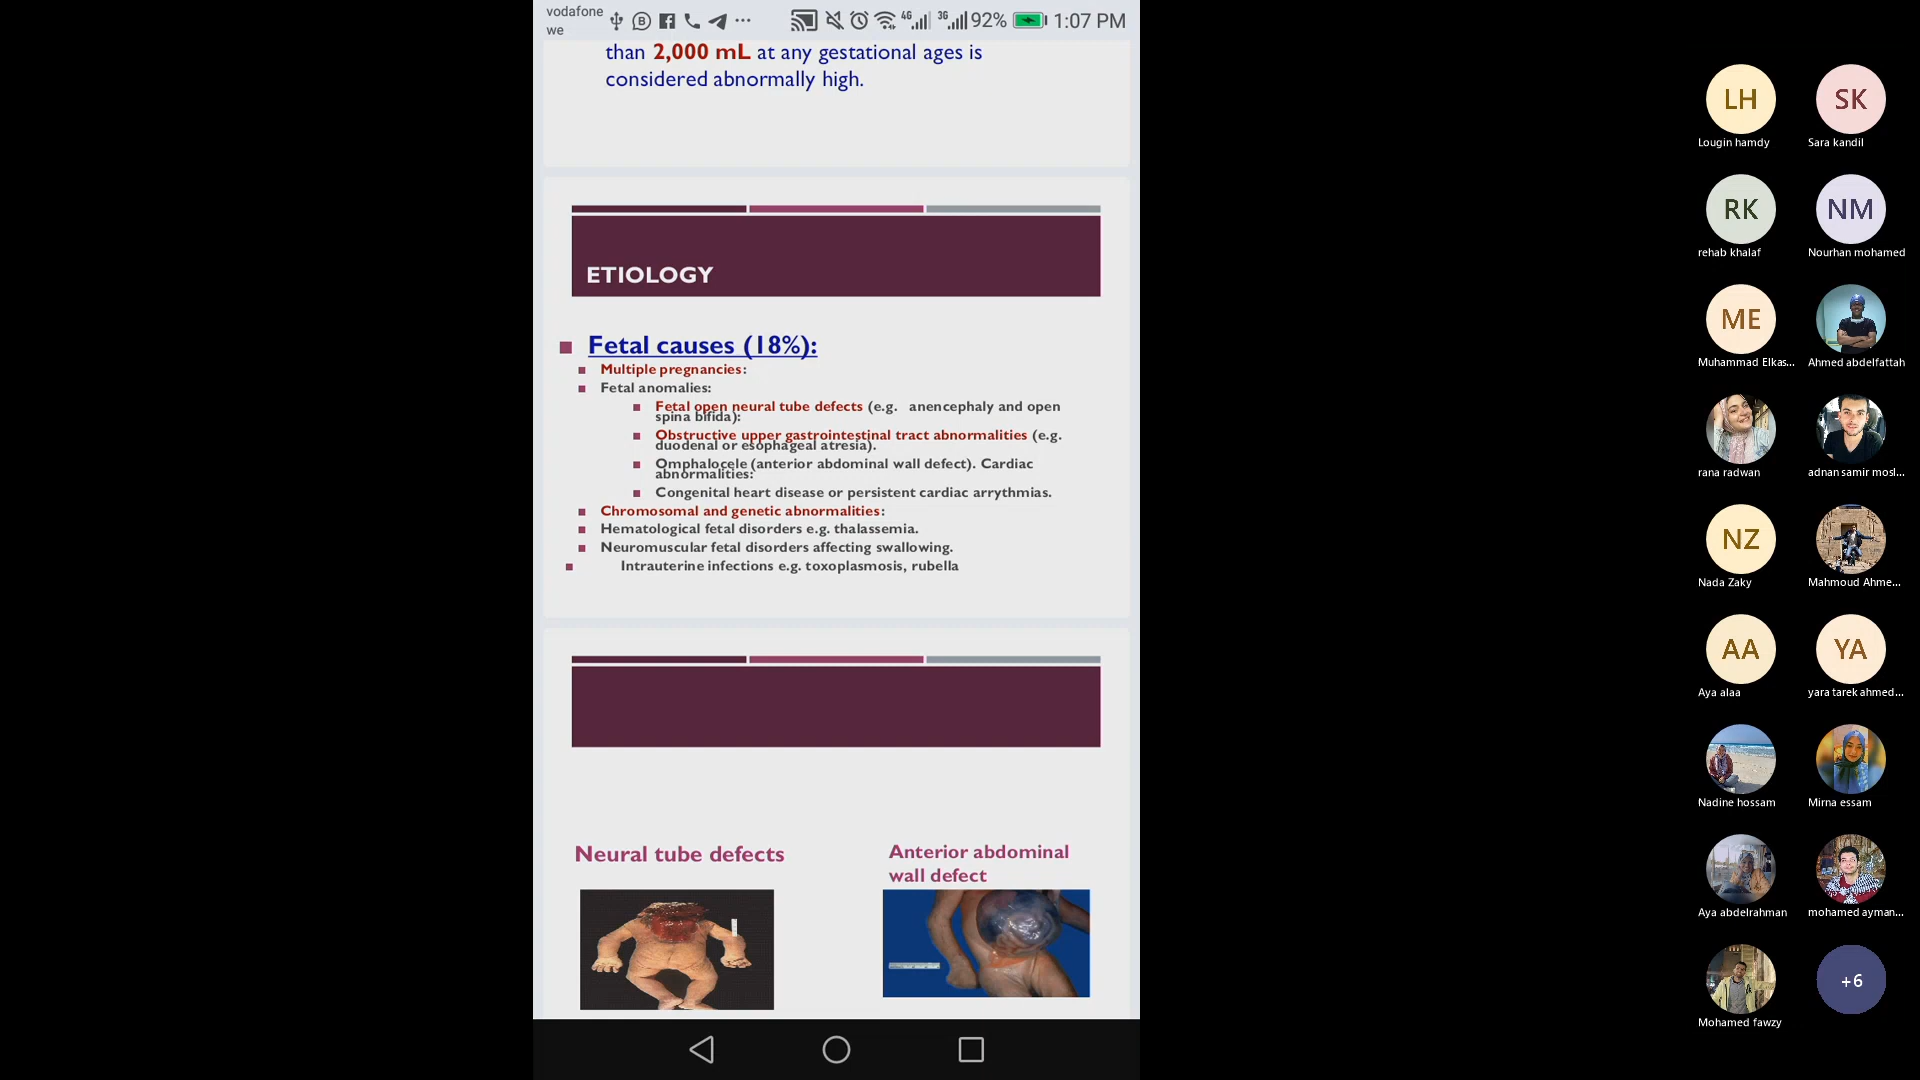 vodafone
we
4G 3G 92% 1:07 PM
than 2,000 mL at any gestational ages is
considered abnormally high.
ETIOLOGY
Fetal causes (18%):
Multiple pregnancies:
Fetal anomalies:
Fetal open neural tube defects (e.g. anencephaly and open
spina bifida):
Obstructive upper gastrointestinal tract abnormalities (e.g.
duodenal or esophageal atresia).
Omphalocele (anterior abdominal wall defect). Cardiac
abnormalities:
Congenital heart disease or persistent cardiac arrythmias.
Chromosomal and genetic abnormalities:
Hematological fetal disorders e.g. thalassemia.
Neuromuscular fetal disorders affecting swallowing.
Intrauterine infections e.g. toxoplasmosis, rubella
Neural tube defects
Anterior abdominal
wall defect
LH SK
Lougin hamdy Sara kandil
RK NM
rehab khalaf Nourhan mohamed
ME
Muhammad Elkas... Ahmed abdelfattah
rana radwan adnan samir mosl...
NZ
Nada Zaky Mahmoud Ahme...
AA YA
Aya alaa yara tarek ahmed...
Nadine hossam Mirna essam
Aya abdelrahman mohamed ayman...
+6
Mohamed fawzy